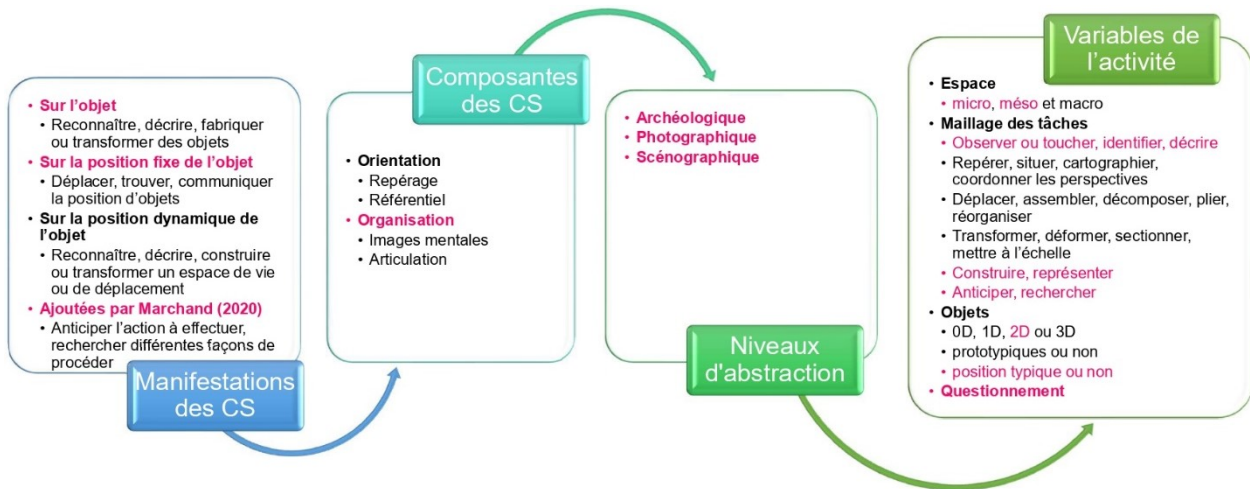 • Sur l'objet
• Reconnaître, décrire, fabriquer
ou transformer des objets
• Sur la position fixe de l'objet
• Déplacer, trouver, communiquer
la position d'objets
• Sur la position dynamique de
l'objet
• Reconnaître, décrire, construire
ou transformer un espace de vie
ou de déplacement
• Ajoutées par Marchand (2020)
• Anticiper l'action à effectuer,
rechercher différentes façons de
procéder
Manifestations
des CS
Composantes
des CS
• Orientation
• Repérage
• Référentiel
• Organisation
• Images mentales
• Articulation
• Archéologique
• Photographique
• Scénographique
Niveaux
d'abstraction
Variables de
l'activité
• Espace
• micro, méso et macro
• Maillage des tâches
• Observer ou toucher, identifier, décrire
• Repérer, situer, cartographier,
coordonner les perspectives
• Déplacer, assembler, décomposer, plier,
réorganiser
• Transformer, déformer, sectionner,
mettre à l'échelle
• Construire, représenter
• Anticiper, rechercher
• Objets
• 0D, 1D, 2D ou 3D
• prototypiques ou non
• position typique ou non
• Questionnement